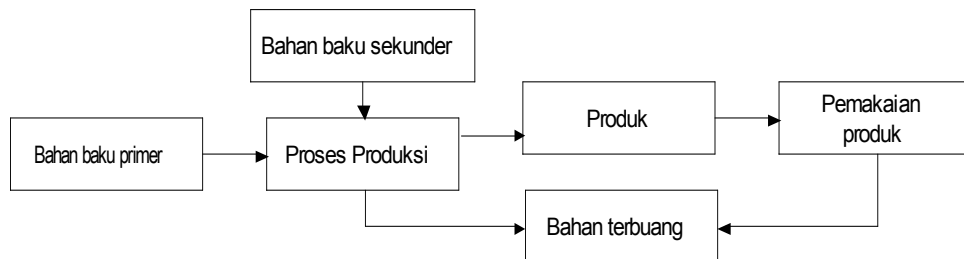 Bahan baku sekunder
Bahan baku primer
Proses Produksi
Produk
Pemakaian
produk
Bahan terbuang